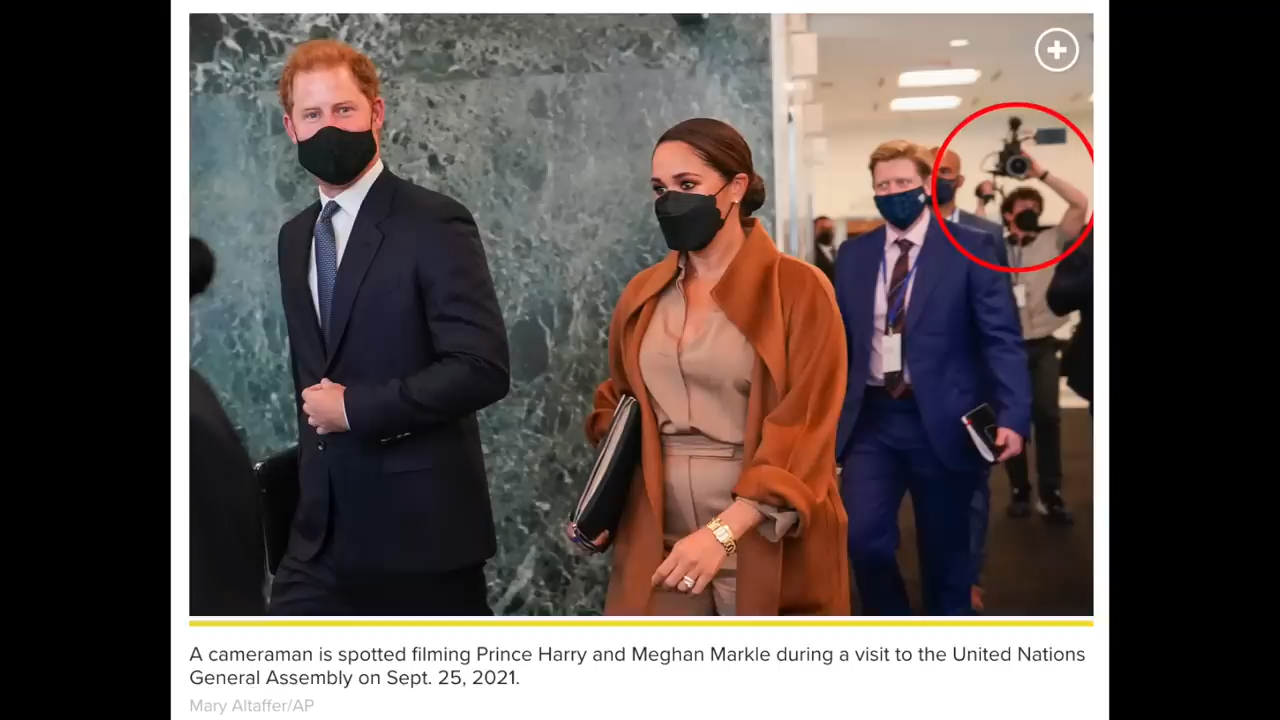 A cameraman is spotted filming Prince Harry and Meghan Markle during a visit to the United Nations
General Assembly on Sept. 25, 2021.
Mary Altaffer/AP